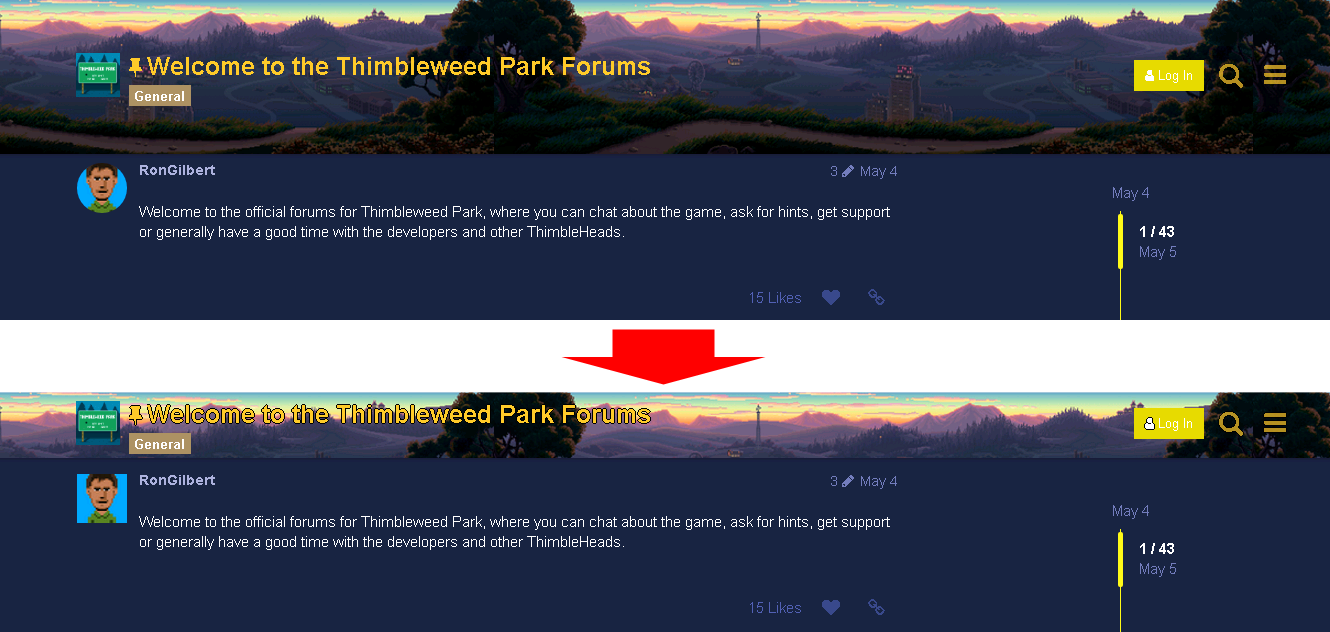 THIMBLEWEED PARK
Welcome to the Thimbleweed Park Forums
General
Log In
RonGilbert
3 May 4
Welcome to the official forums for Thimbleweed Park, where you can chat about the game, ask for hints, get support
or generally have a good time with the developers and other ThimbleHeads.
May 4
1 / 43
May 5
15 Likes
THIMBLEWEED PARK
Welcome to the Thimbleweed Park Forums
General
Log In
RonGilbert
3 May 4
Welcome to the official forums for Thimbleweed Park, where you can chat about the game, ask for hints, get support
or generally have a good time with the developers and other ThimbleHeads.
May 4
1 / 43
May 5
15 Likes